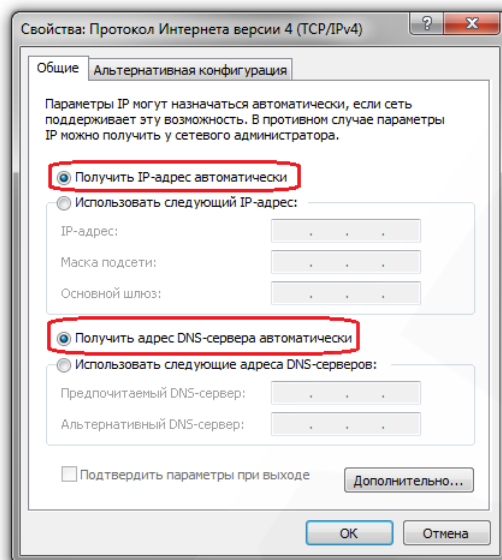 Свойства: Протокол Интернета версии 4 (TCP/IPv4)
Общие
Альтернативная конфигурация
Параметры IP могут назначаться автоматически, если сеть
поддерживает эту возможность. В противном случае параметры
IP можно получить у сетевого администратора.
Получить IP-адрес автоматически
Использовать следующий IP-адрес:
IP-адрес:
Маска подсети:
Основной шлюз:
Получить адрес DNS-сервера автоматически
Использовать следующие адреса DNS-серверов:
Предпочитаемый DNS-сервер:
Альтернативный DNS-сервер:
Подтвердить параметры при выходе
Дополнительно...
ОК
Отмена